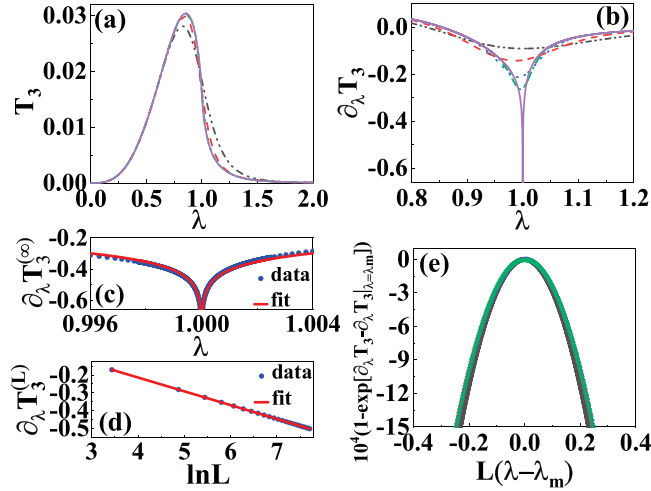 (a)
T₃
0.03
0.02
0.01
0.00
0.0 0.5 1.0 1.5 2.0
λ
(b)
∂λT₃
0.0
-0.2
-0.4
-0.6
0.8 0.9 1.0 1.1 1.2
λ
(c)
∂λT₃^(∞)
-0.2
-0.4
-0.6
data
fit
0.996 1.000 1.004
λ
(d)
∂λT₃^(L)
-0.1
-0.2
-0.3
-0.4
-0.5
data
fit
3 4 5 6 7
lnL
(e)
10⁴(1-exp[∂λT₃-∂λT₃|λ=λm])
0
-3
-6
-9
-12
-15
-0.4 -0.2 0.0 0.2 0.4
L(λ−λm)